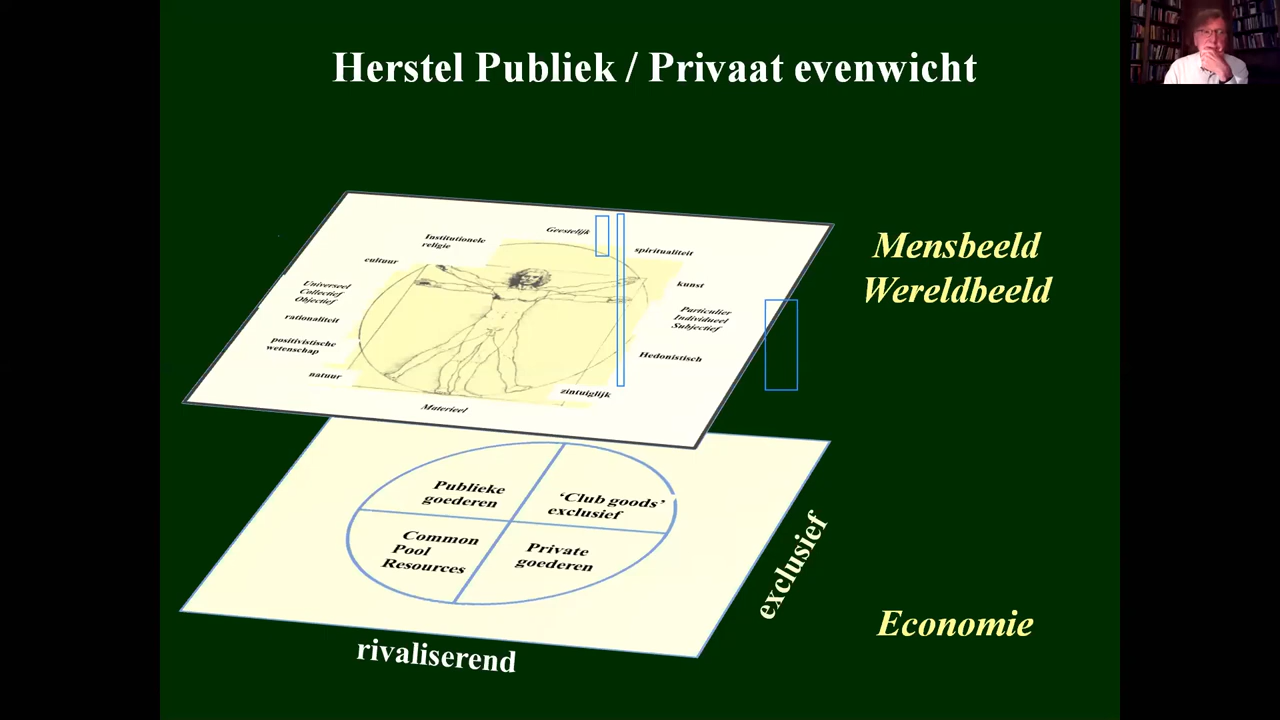 Herstel Publiek / Privaat evenwicht
Geestelijk
Institutionele
religie
spiritualiteit
cultuur
kunst
Universeel
Collectief
Objectief
Particulier
Individueel
Subjectief
rationaliteit
positivistische
wetenschap
Hedonistisch
natuur
zintuiglijk
Materieel
Mensbeeld
Wereldbeeld
Publieke
goederen
‘Club goods’
exclusief
Common
Pool
Resources
Private
goederen
exclusief
rivaliserend
Economie